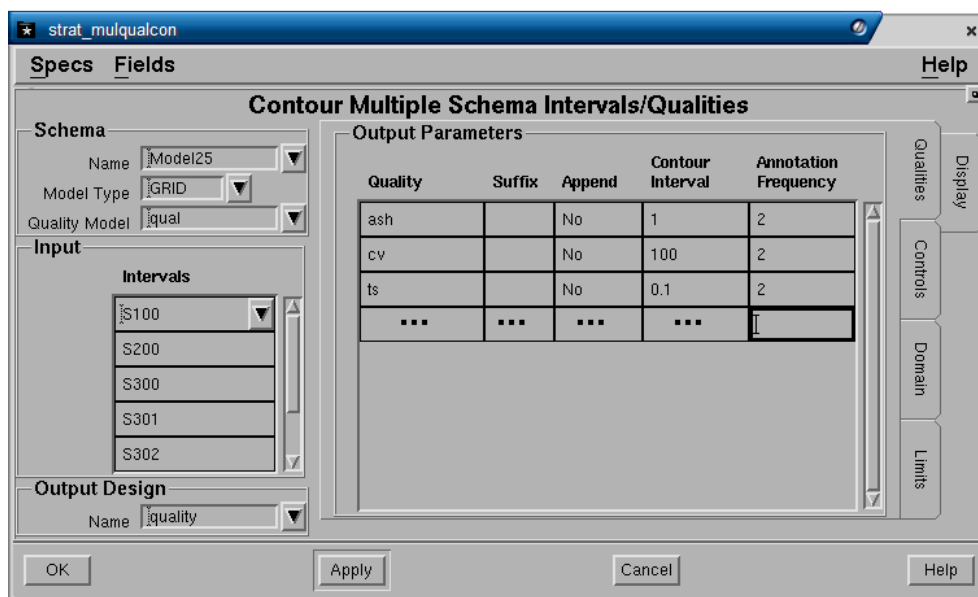 strat_mulqualcon
Specs Fields Help
Contour Multiple Schema Intervals/Qualities
Schema
Name Model25
Model Type GRID
Quality Model qual
Input
Intervals
S100
S200
S300
S301
S302
Output Design
Name quality
Output Parameters
Quality Suffix Append Contour Interval Annotation Frequency
ash No 1 2
cv No 100 2
ts No 0.1 2
... ... ... ...
Qualities
Controls
Domain
Limits
Display
OK Apply Cancel Help